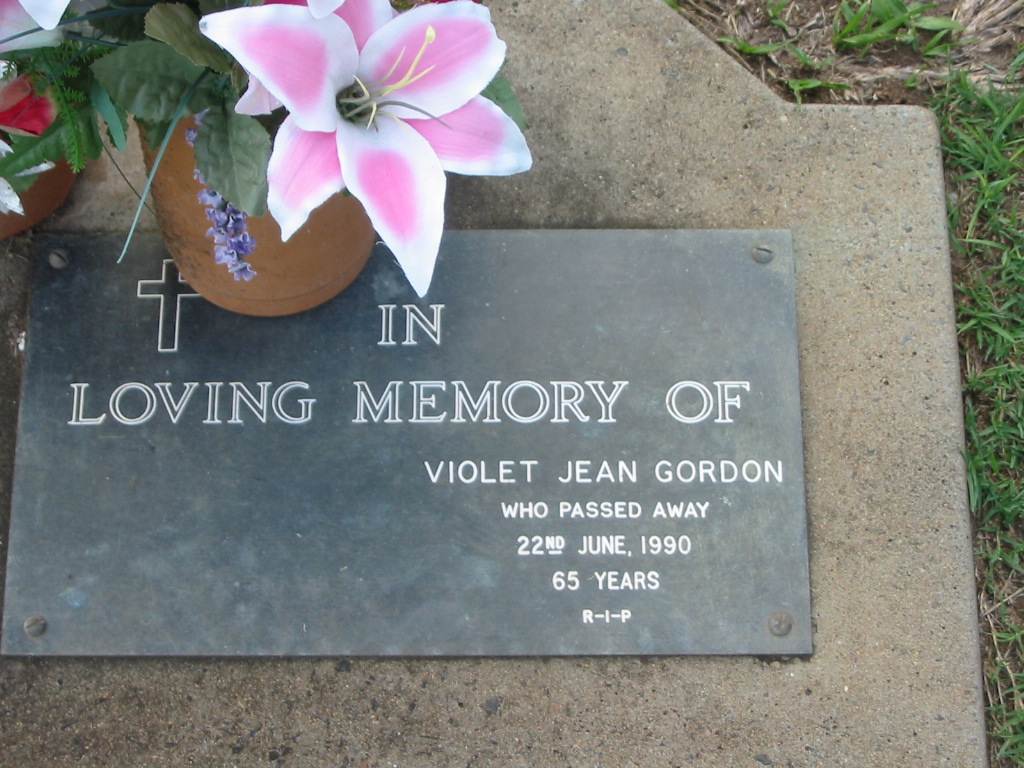 IN
LOVING MEMORY OF
VIOLET JEAN GORDON
WHO PASSED AWAY
22ND JUNE, 1990
65 YEARS
R-I-P